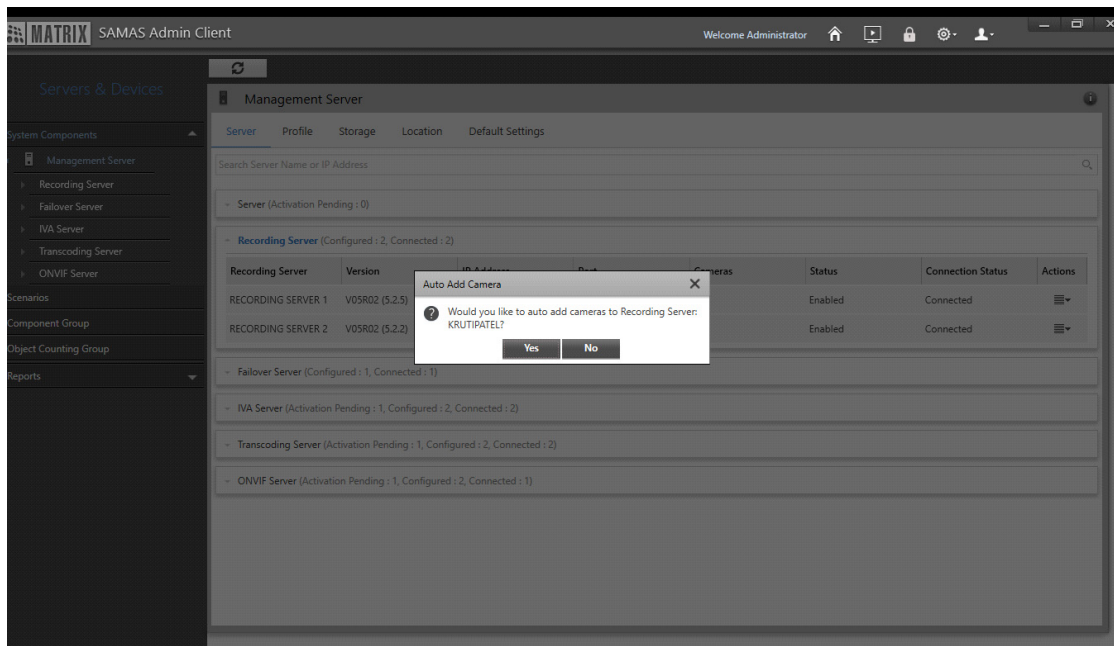 MATRIX SAMAS Admin Client
Welcome Administrator
Servers & Devices
System Components
Management Server
Recording Server
Failover Server
IVA Server
Transcoding Server
ONVIF Server
Scenarios
Component Group
Object Counting Group
Reports
Management Server
Server Profile Storage Location Default Settings
Search Server Name or IP Address
Server (Activation Pending : 0)
Recording Server (Configured : 2, Connected : 2)
Recording Server Version IP Address Port Cameras Status Connection Status Actions
RECORDING SERVER 1 V05R02 (5.2.5) Enabled Connected
RECORDING SERVER 2 V05R02 (5.2.2) Enabled Connected
Auto Add Camera
Would you like to auto add cameras to Recording Server:
KRUTIPATEL?
Yes No
Failover Server (Configured : 1, Connected : 1)
IVA Server (Activation Pending : 1, Configured : 2, Connected : 2)
Transcoding Server (Activation Pending : 1, Configured : 2, Connected : 2)
ONVIF Server (Activation Pending : 1, Configured : 2, Connected : 1)